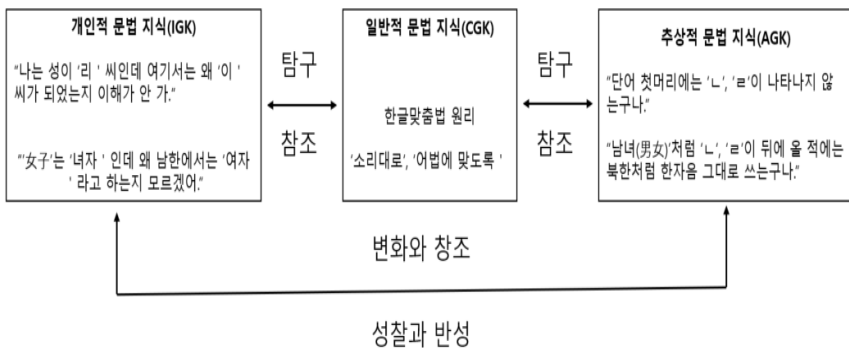 개인적 문법 지식(IGK)
"나는 성이 '리 ' 씨인데 여기서는 왜 '이 '
씨가 되었는지 이해가 안 가."
"'女子'는 '녀자 ' 인데 왜 남한에서는 '여자
' 라고 하는지 모르겠어."
탐구
참조
일반적 문법 지식(CGK)
한글맞춤법 원리
'소리대로', '어법에 맞도록 '
탐구
참조
추상적 문법 지식(AGK)
"단어 첫머리에는 'ㄴ', 'ㄹ'이 나타나지 않
는구나."
"남녀(男女)'처럼 'ㄴ', 'ㄹ'이 뒤에 올 적에는
북한처럼 한자음 그대로 쓰는구나."
변화와 창조
성찰과 반성